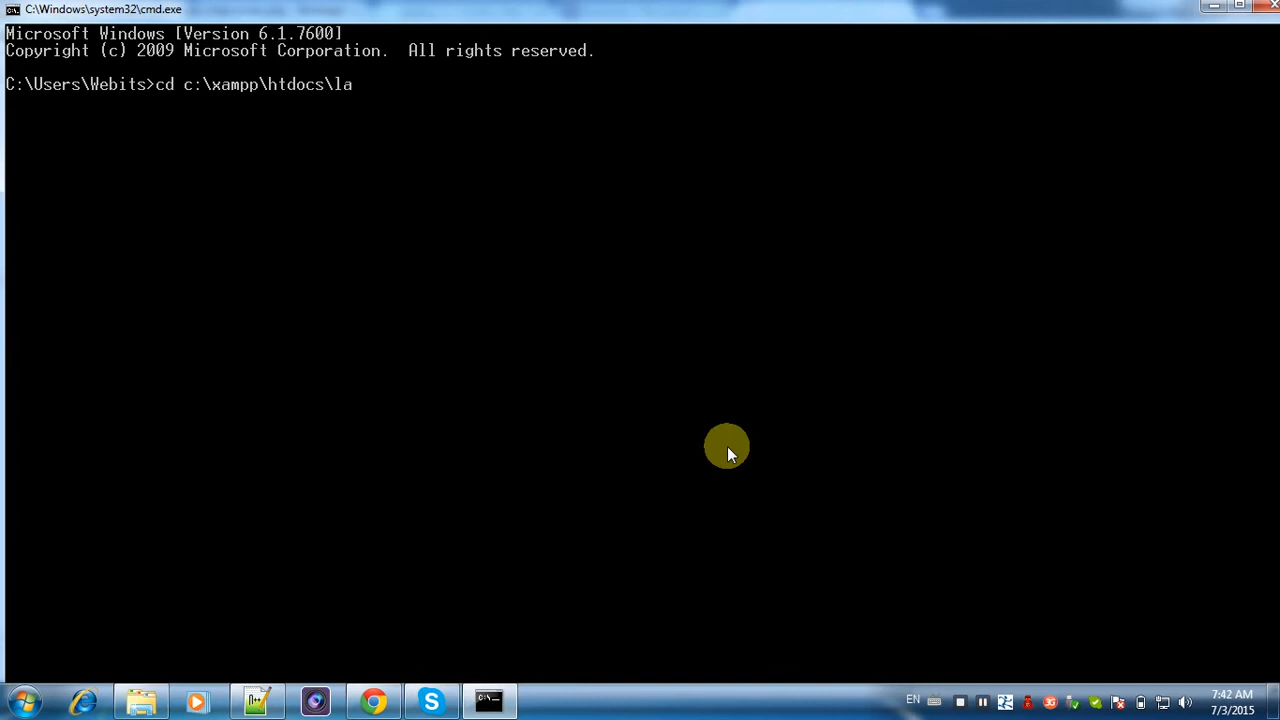 C:\Windows\system32\cmd.exe
Microsoft Windows [Version 6.1.7600]
Copyright (c) 2009 Microsoft Corporation.  All rights reserved.
C:\Users\Webits>cd c:\xampp\htdocs\la
EN
7:42 AM
7/3/2015